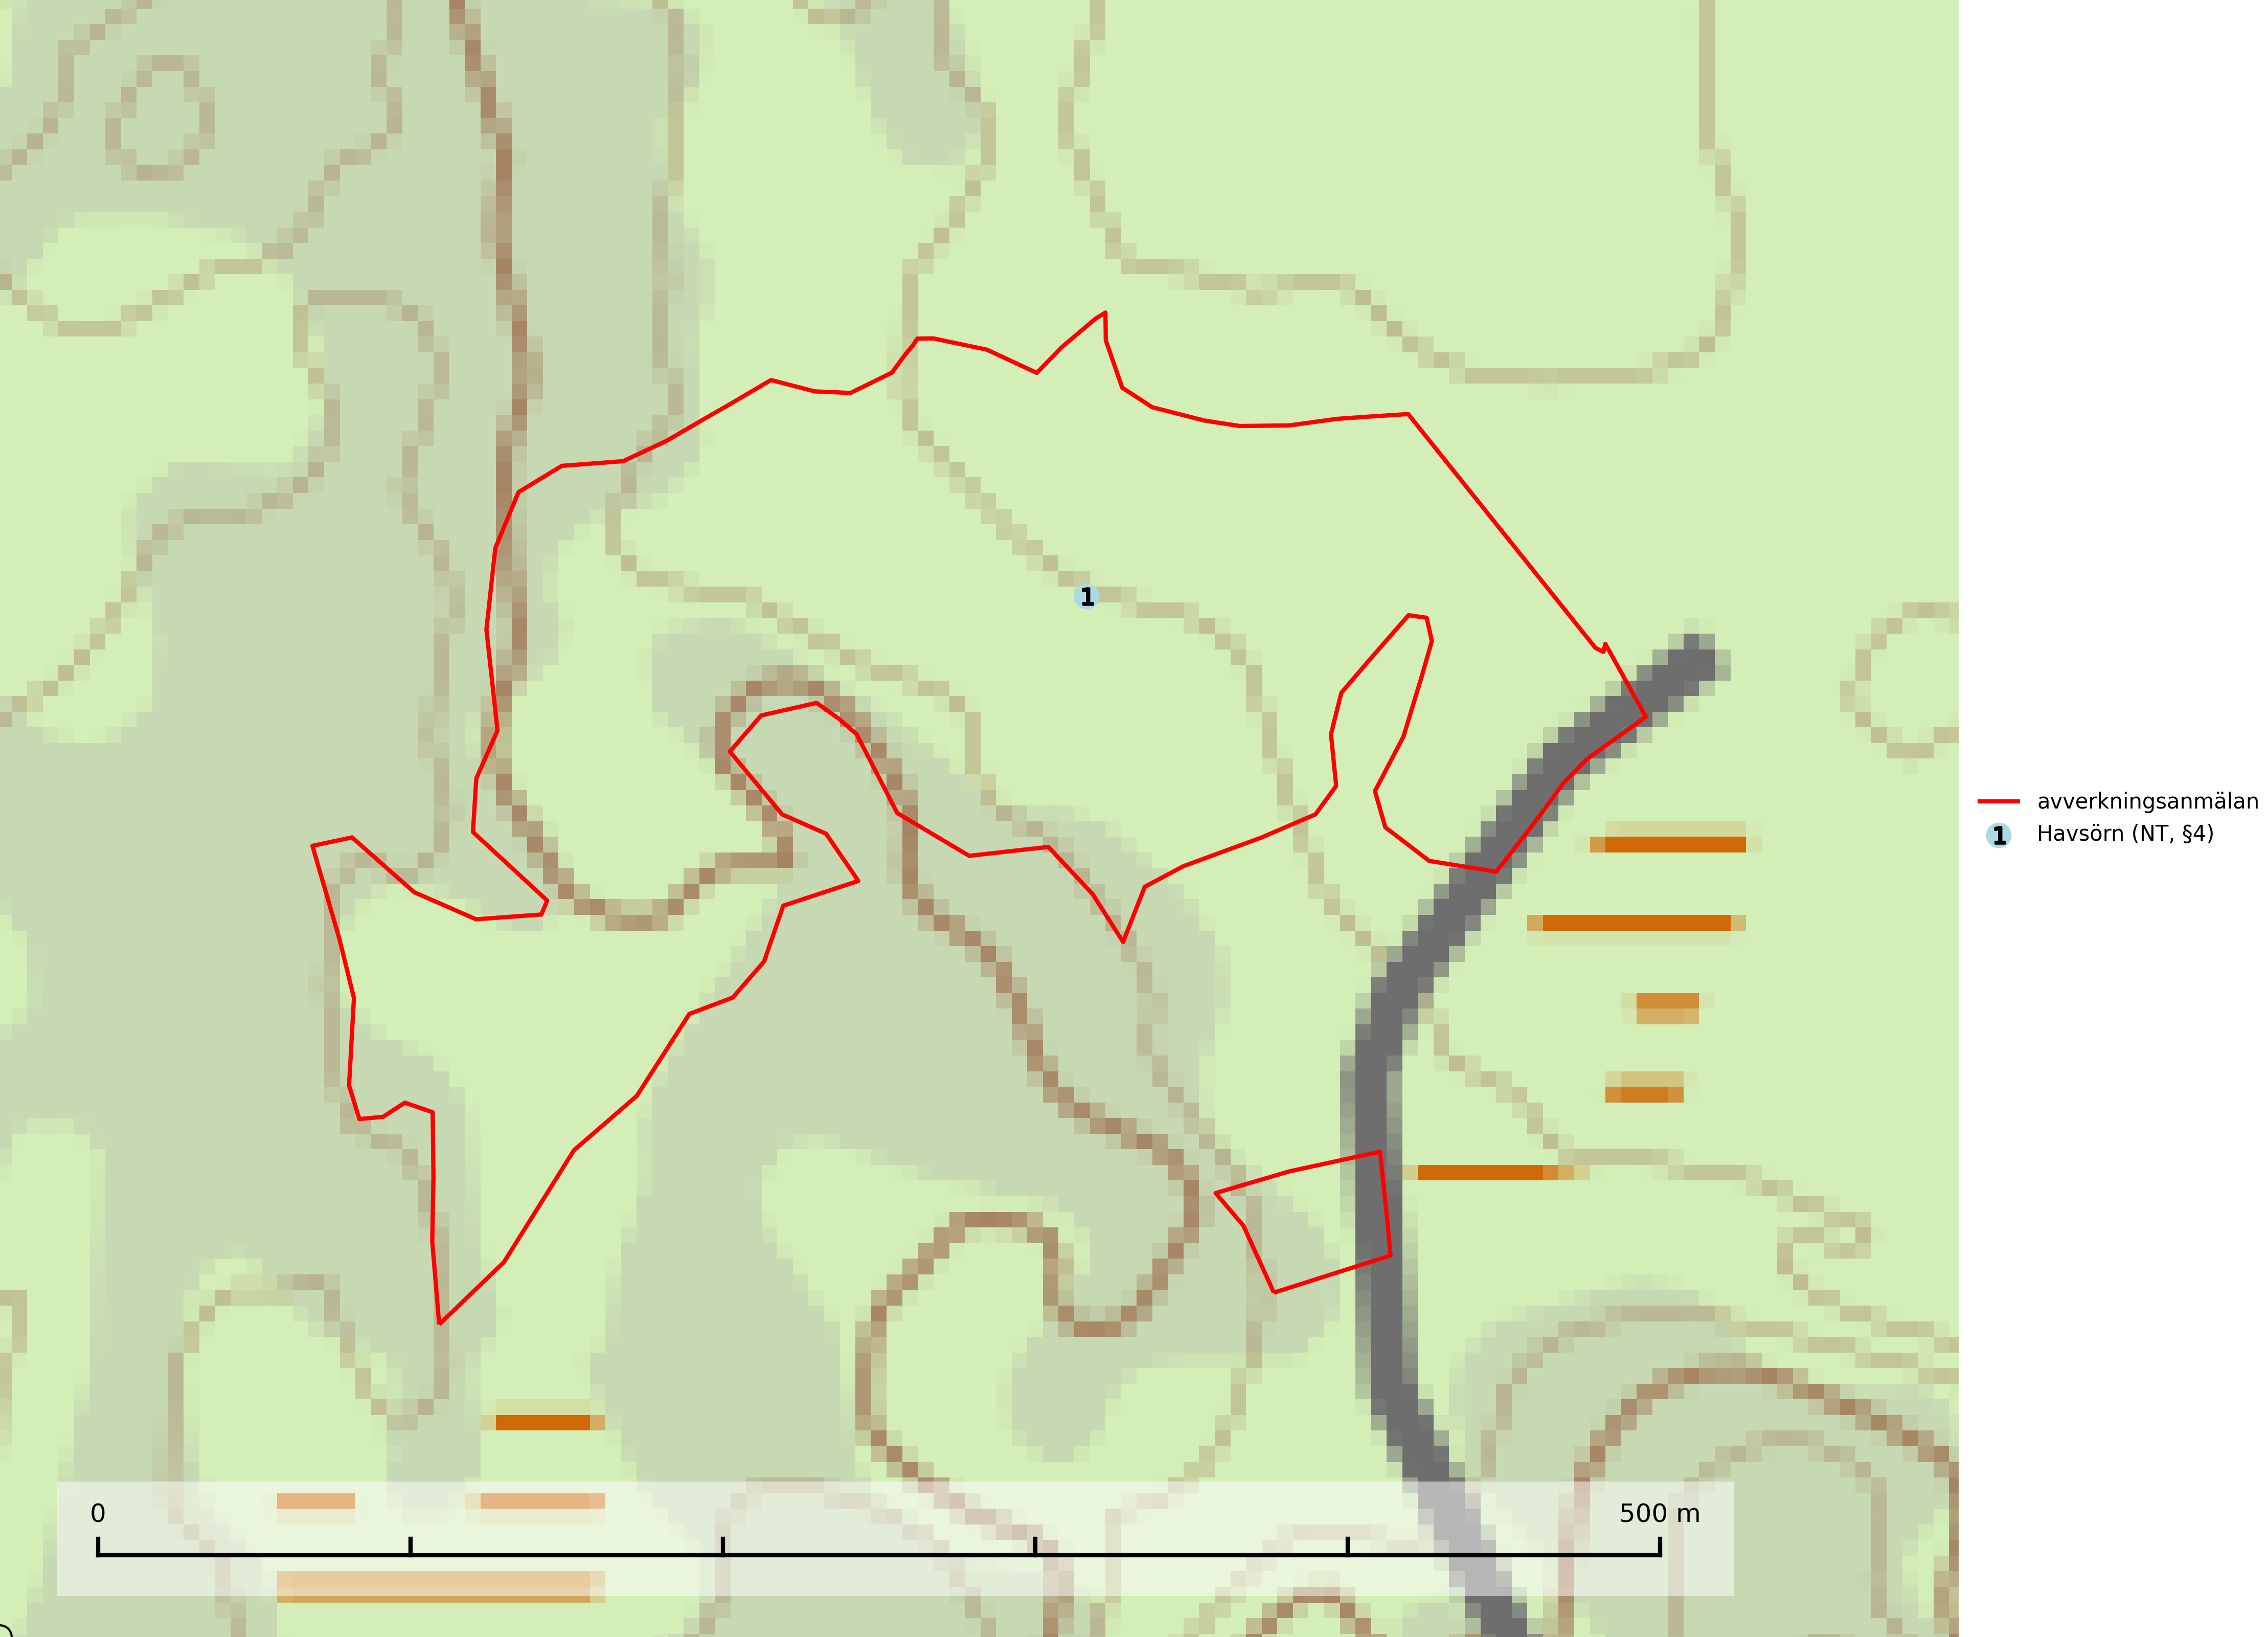 1
avverkningsanmälan
1 Havsörn (NT, §4)
0 500 m